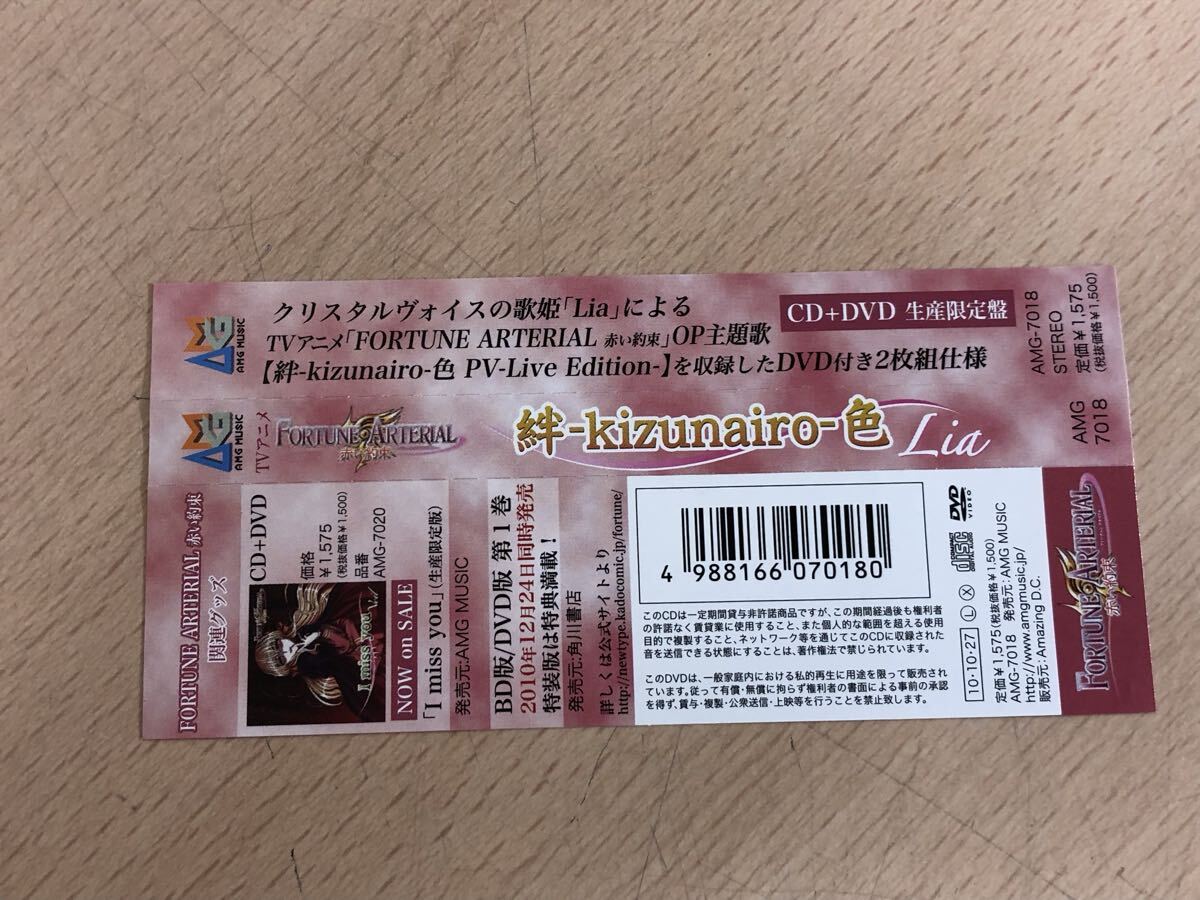 AMG MUSIC
クリスタルヴォイスの歌姫「Lia」による
TVアニメ「FORTUNE ARTERIAL 赤い約束」OP主題歌
【絆-kizunairo-色 PV-Live Edition-】を収録したDVD付き2枚組仕様
CD+DVD 生産限定盤
AMG-7018
STEREO
定価¥1,575
(税抜価格¥1,500)
AMG MUSIC
TVアニメ
FORTUNE ARTERIAL
赤い約束
絆-kizunairo-色
Lia
AMG
7018
FORTUNE ARTERIAL 赤い約束
関連グッズ
CD+DVD
価格
¥1,575
(税抜価格¥1,500)
品番
AMG-7020
I miss you
NOW on SALE
「I miss you」(生産限定版)
発売元:AMG MUSIC
BD版/DVD版 第1巻
2010年12月24日同時発売
特装版は特典満載!
発売元:角川書店
詳しくは公式サイトより
http://newtype.kadocomic.jp/fortune/
4 988166 070180
このCDは一定期間貸与非許諾商品ですが、この期間経過後も権利者
の許諾なく賃貸業に使用すること、また個人的な範囲を超える使用
目的で複製すること、ネットワーク等を通じてこのCDに収録された
音を送信できる状態にすることは、著作権法で禁じられています。
このDVDは、一般家庭内における私的再生に用途を限って販売され
ています。従って有償・無償に拘らず権利者の書面による事前の承認
を得ず、貸与・複製・公衆送信・上映等を行うことを禁止致します。
10・10・27
L
X
COMPACT
disc
DVD
VIDEO
定価¥1,575(税抜価格¥1,500)
AMG-7018 発売元:AMG MUSIC
http://www.amgmusic.jp/
販売元:Amazing D.C.
FORTUNE ARTERIAL
赤い約束